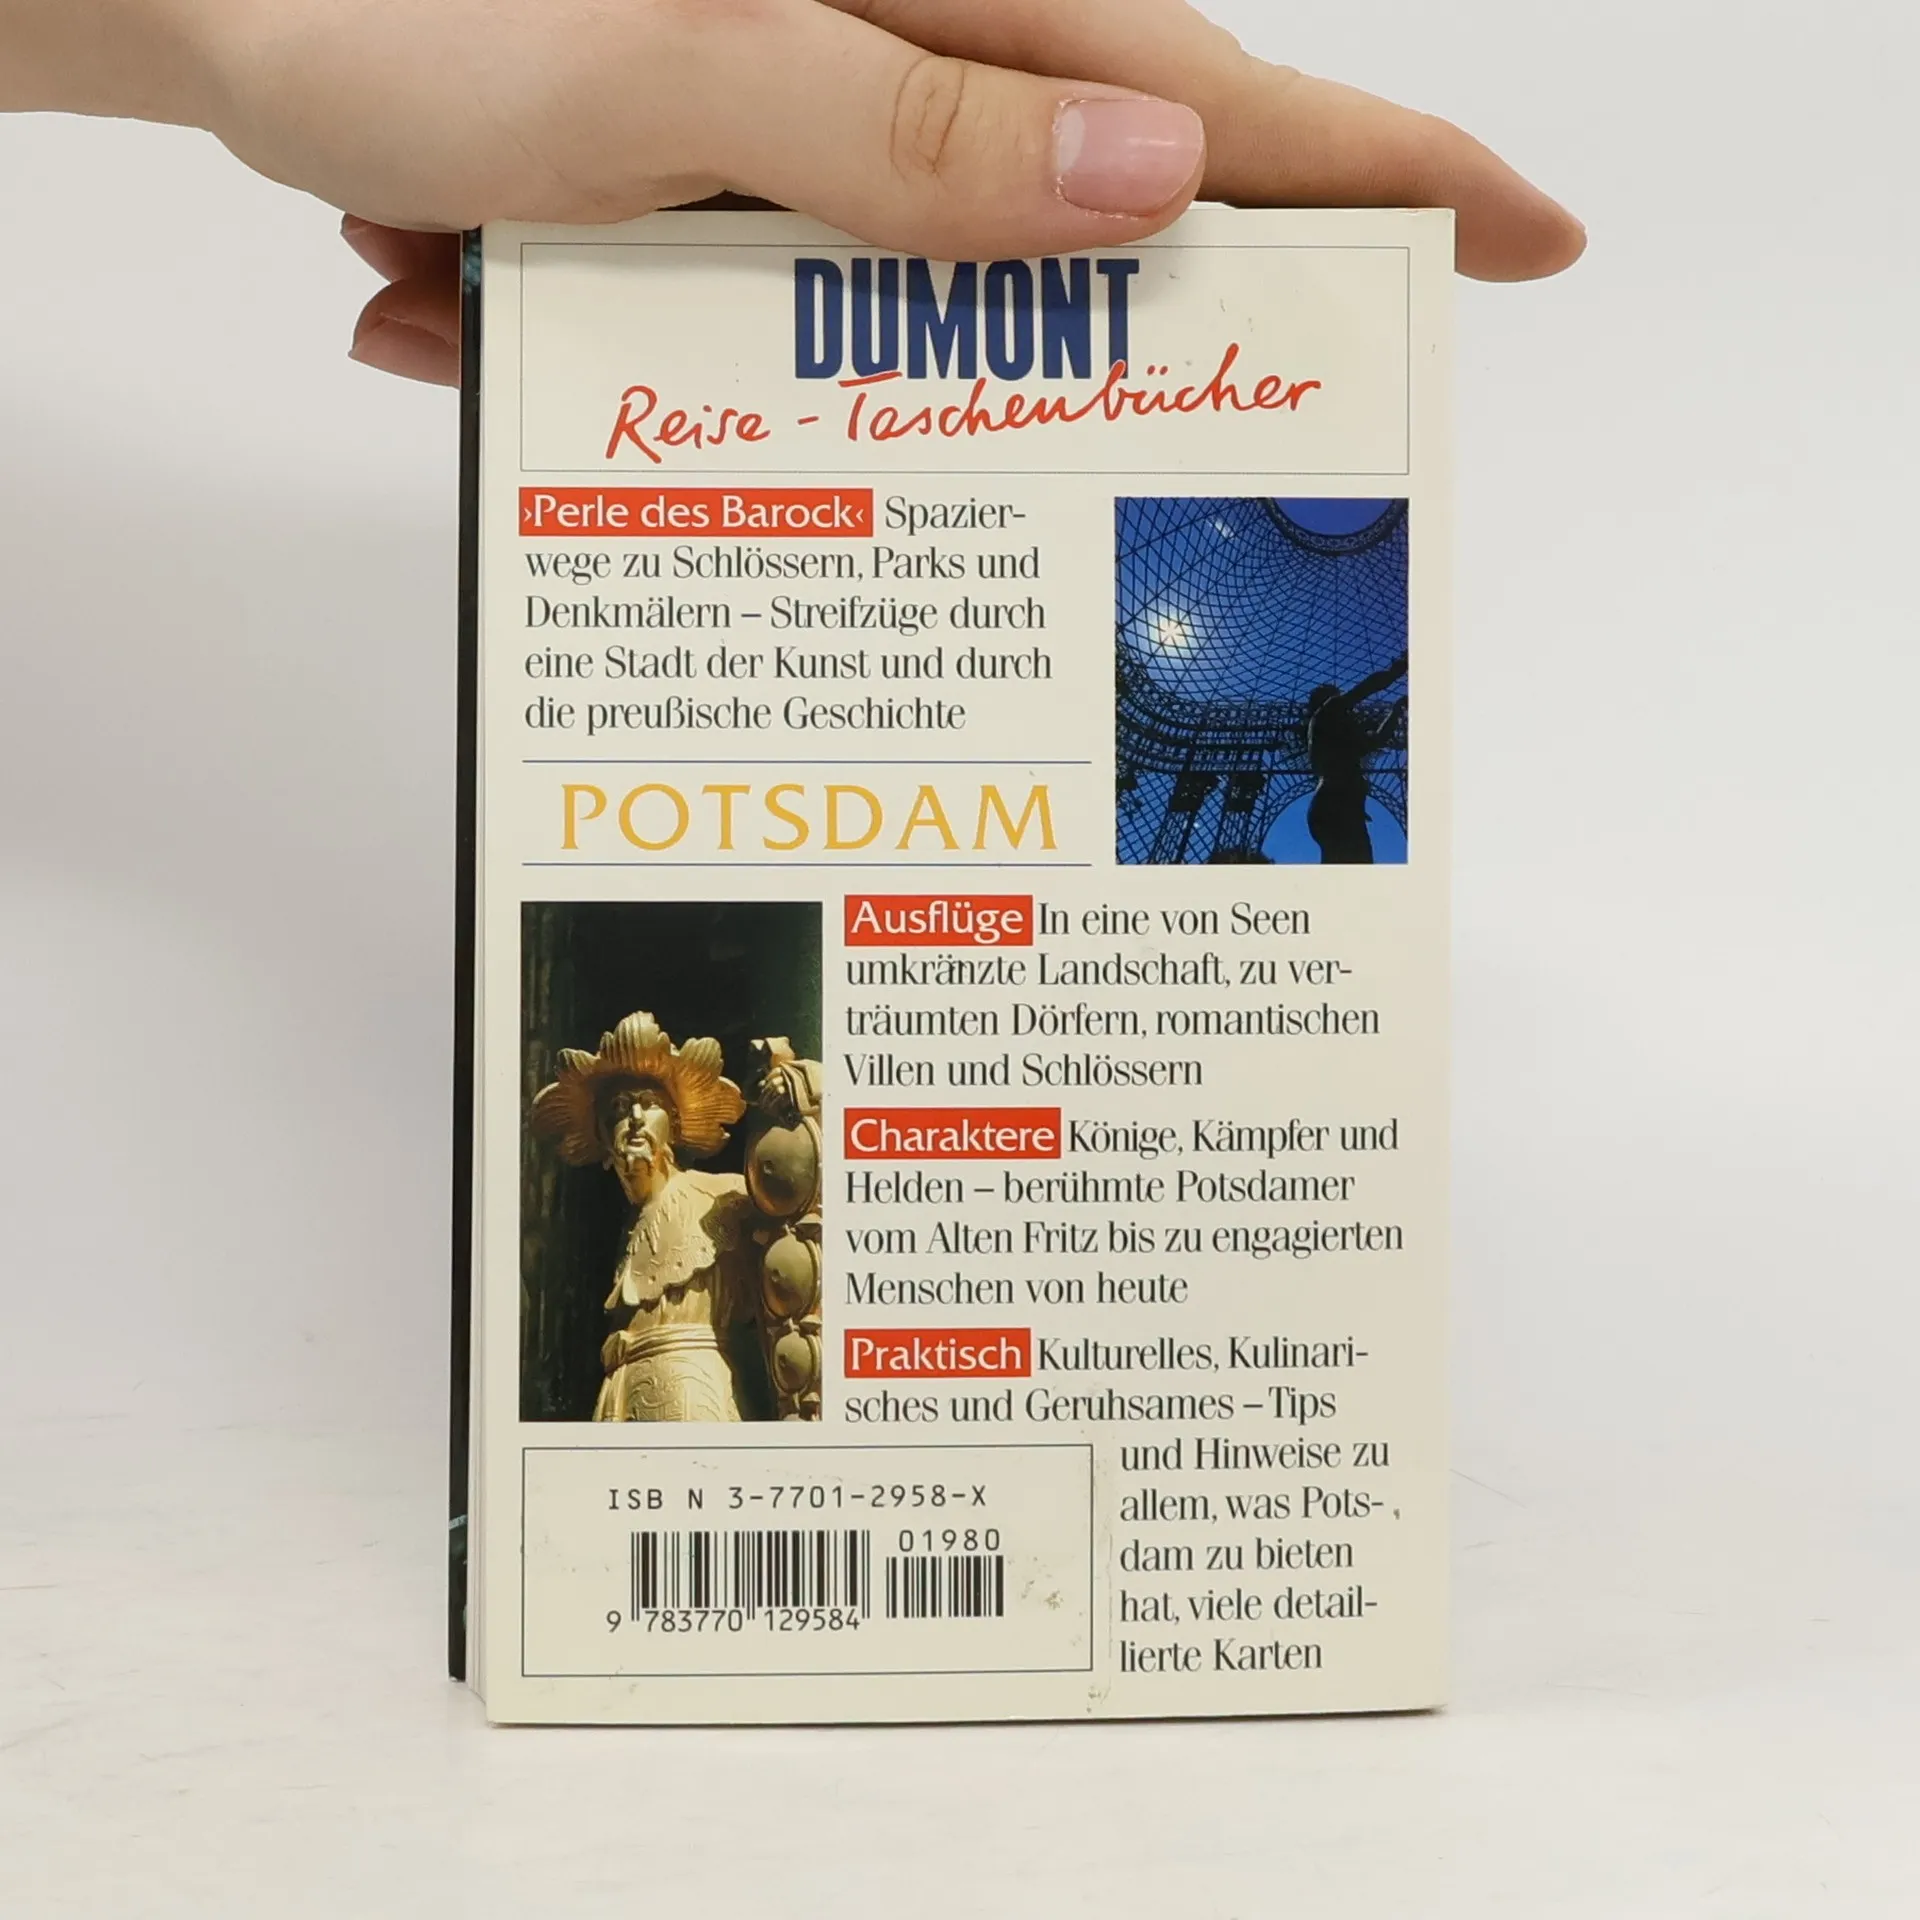 DUMONT
Reise-Taschenbücher
›Perle des Barock‹ Spazier-
wege zu Schlössern, Parks und
Denkmälern – Streifzüge durch
eine Stadt der Kunst und durch
die preußische Geschichte
POTSDAM
Ausflüge In eine von Seen
umkränzte Landschaft, zu ver-
träumten Dörfern, romantischen
Villen und Schlössern
Charaktere Könige, Kämpfer und
Helden – berühmte Potsdamer
vom Alten Fritz bis zu engagierten
Menschen von heute
Praktisch Kulturelles, Kulinari-
sches und Geruhsames – Tips
und Hinweise zu
allem, was Pots-
dam zu bieten
hat, viele detail-
lierte Karten
ISB N 3-7701-2958-X
01980
9 783770 129584